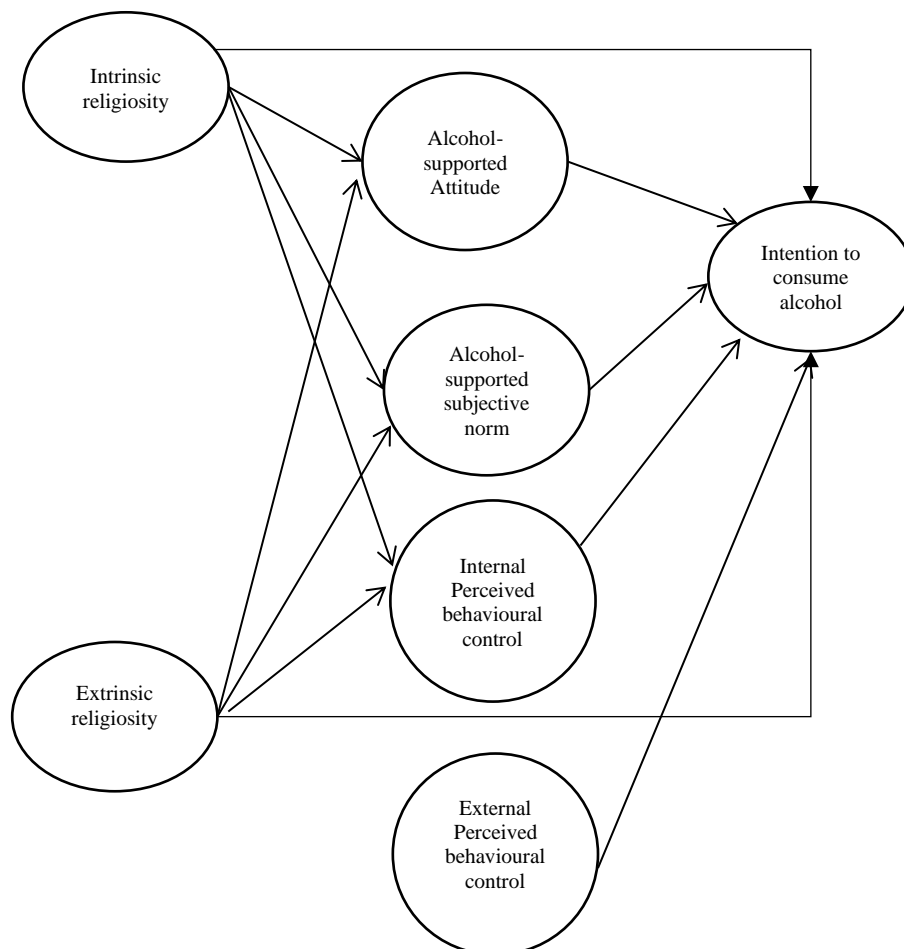 Intrinsic
religiosity
Alcohol-
supported
Attitude
Intention to
consume
alcohol
Alcohol-
supported
subjective
norm
Internal
Perceived
behavioural
control
Extrinsic
religiosity
External
Perceived
behavioural
control